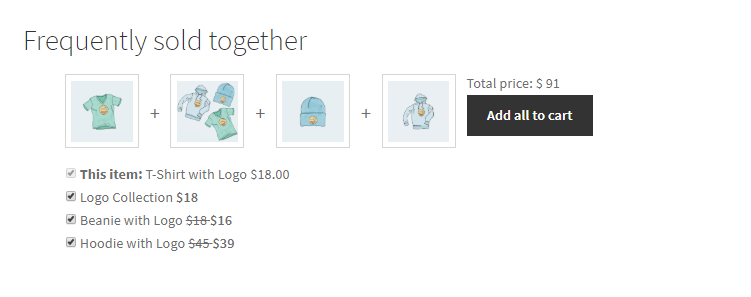 Frequently sold together
+ + +
Total price: $ 91
Add all to cart
This item: T-Shirt with Logo $18.00
Logo Collection $18
Beanie with Logo $18 $16
Hoodie with Logo $45 $39